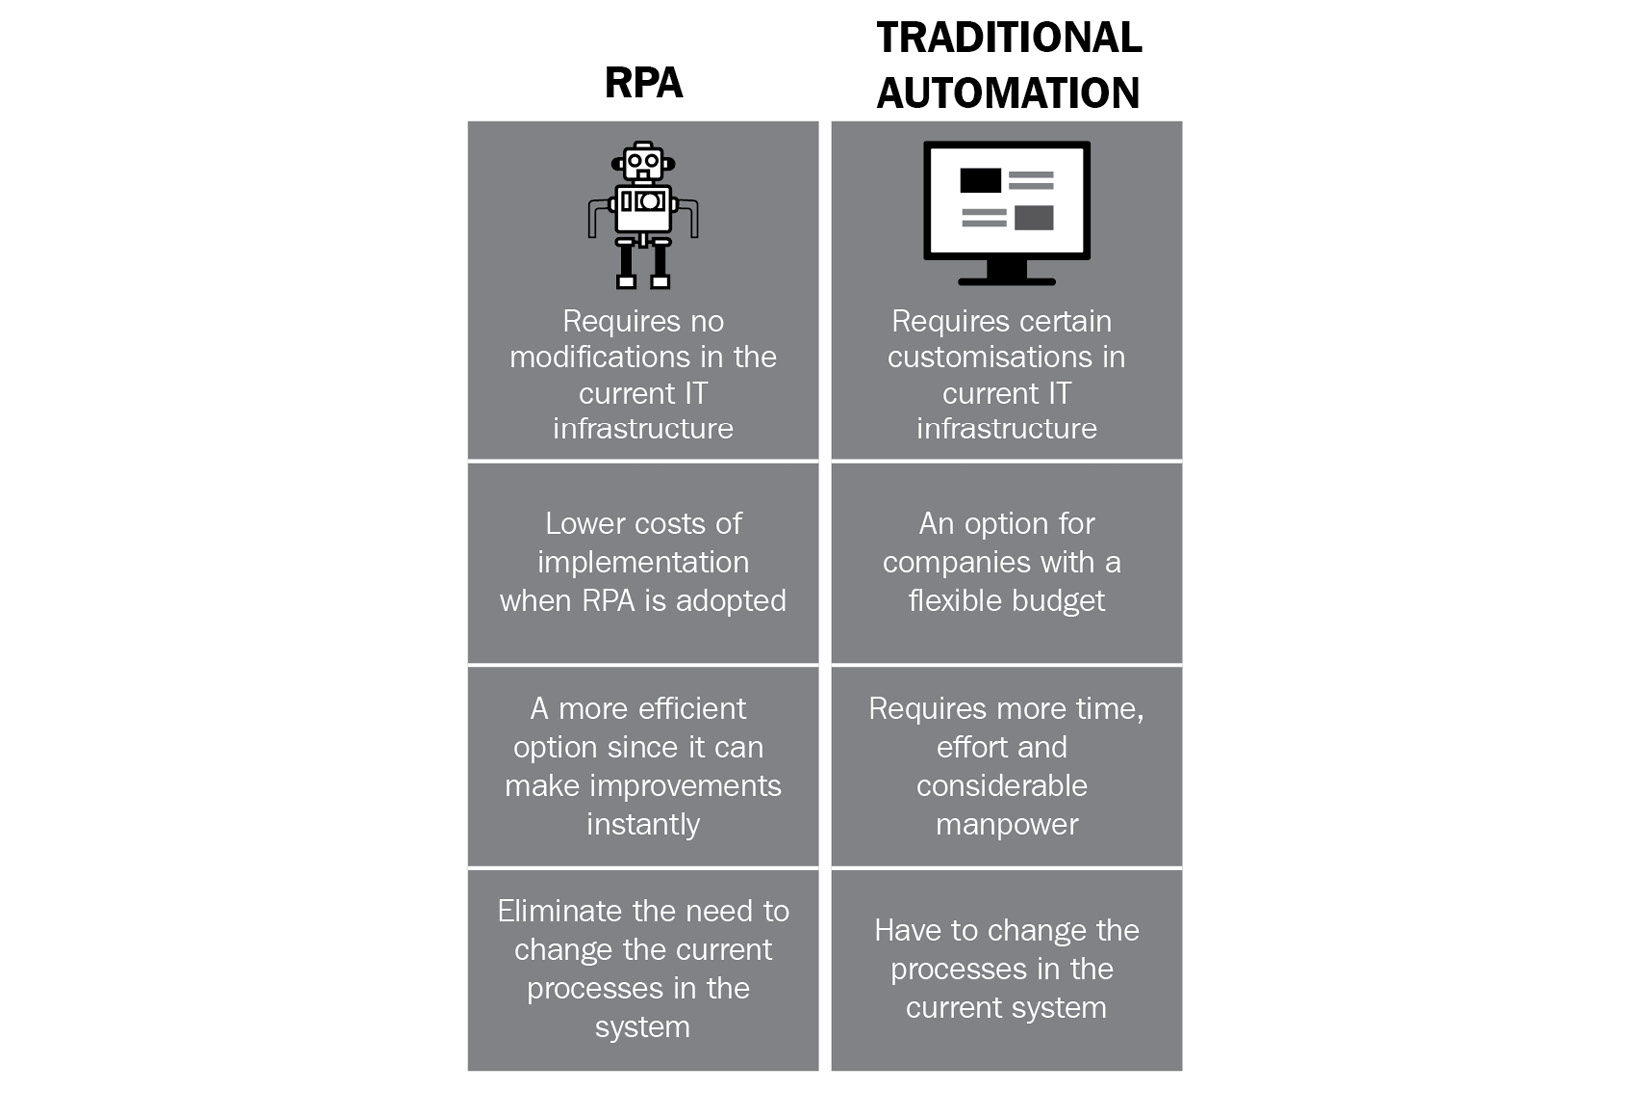 RPA
TRADITIONAL
AUTOMATION
Requires no
modifications in the
current IT
infrastructure
Requires certain
customisations in
current IT
infrastructure
Lower costs of
implementation
when RPA is adopted
An option for
companies with a
flexible budget
A more efficient
option since it can
make improvements
instantly
Requires more time,
effort and
considerable
manpower
Eliminate the need to
change the current
processes in the
system
Have to change the
processes in the
current system